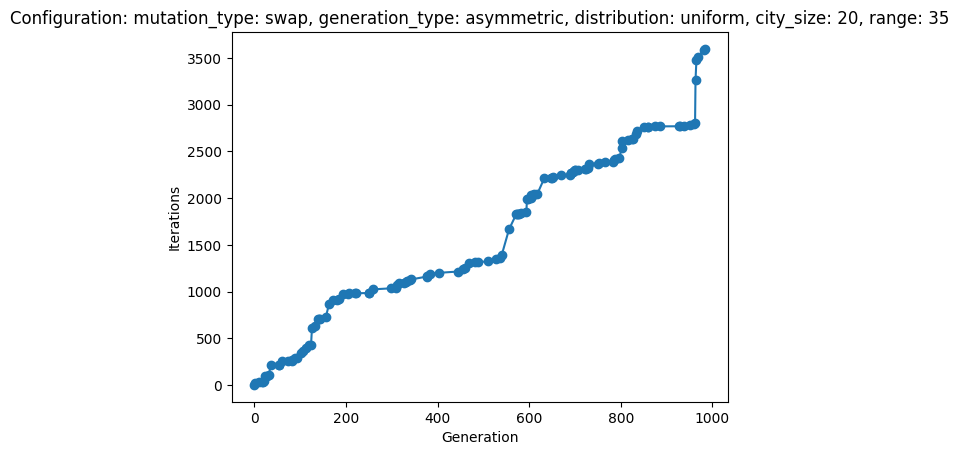 Configuration: mutation_type: swap, generation_type: asymmetric, distribution: uniform, city_size: 20, range: 35
3500
3000
2500
2000
1500
1000
500
0
Iterations
0 200 400 600 800 1000
Generation